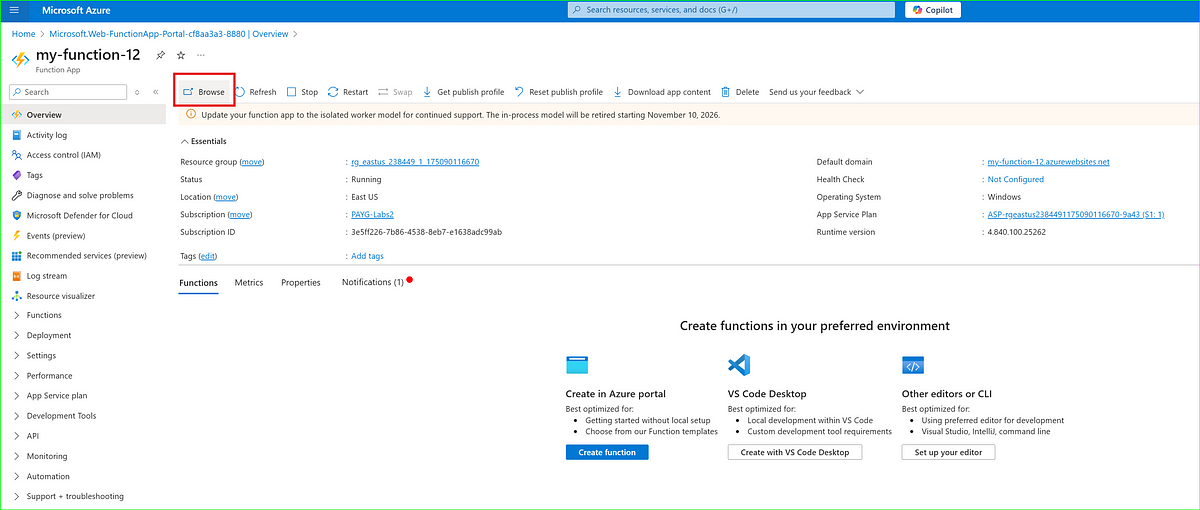 Microsoft Azure
Search resources, services, and docs (G+/)
Copilot
Home > Microsoft.Web-FunctionApp-Portal-cf8aa3a3-8880 | Overview >
my-function-12
Function App
Search
Browse Refresh Stop Restart Swap Get publish profile Reset publish profile Download app content Delete Send us your feedback
Update your function app to the isolated worker model for continued support. The in-process model will be retired starting November 10, 2026.
Overview
Activity log
Access control (IAM)
Tags
Diagnose and solve problems
Microsoft Defender for Cloud
Events (preview)
Recommended services (preview)
Log stream
Resource visualizer
Functions
Deployment
Settings
Performance
App Service plan
Development Tools
API
Monitoring
Automation
Support + troubleshooting
Essentials
Resource group (move) : rg_eastus_238449_1_175090116670
Status : Running
Location (move) : East US
Subscription (move) : PAYG-Labs2
Subscription ID : 3e5ff226-7b86-4538-8eb7-e1638adc99ab
Tags (edit) : Add tags
Default domain : my-function-12.azurewebsites.net
Health Check : Not Configured
Operating System : Windows
App Service Plan : ASP-rgeastus2384491175090116670-9a43 (S1: 1)
Runtime version : 4.840.100.25262
Functions Metrics Properties Notifications (1)
Create functions in your preferred environment
Create in Azure portal
Best optimized for:
• Getting started without local setup
• Choose from our Function templates
Create function
VS Code Desktop
Best optimized for:
• Local development within VS Code
• Custom development tool requirements
Create with VS Code Desktop
Other editors or CLI
Best optimized for:
• Using preferred editor for development
• Visual Studio, IntelliJ, command line
Set up your editor